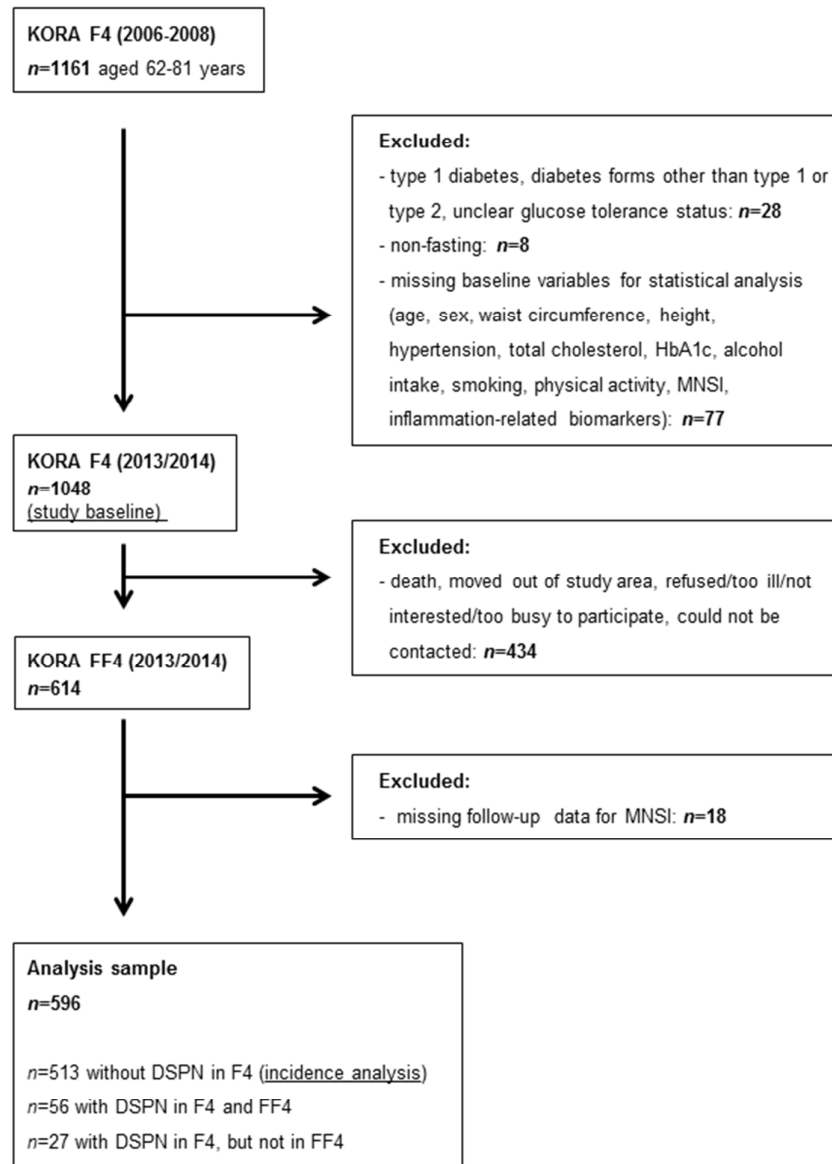 KORA F4 (2006-2008)
n=1161 aged 62-81 years
Excluded:
- type 1 diabetes, diabetes forms other than type 1 or
type 2, unclear glucose tolerance status: n=28
- non-fasting: n=8
- missing baseline variables for statistical analysis
(age, sex, waist circumference, height,
hypertension, total cholesterol, HbA1c, alcohol
intake, smoking, physical activity, MNSI,
inflammation-related biomarkers): n=77
KORA F4 (2013/2014)
n=1048
(study baseline)
Excluded:
- death, moved out of study area, refused/too ill/not
interested/too busy to participate, could not be
contacted: n=434
KORA FF4 (2013/2014)
n=614
Excluded:
- missing follow-up data for MNSI: n=18
Analysis sample
n=596
n=513 without DSPN in F4 (incidence analysis)
n=56 with DSPN in F4 and FF4
n=27 with DSPN in F4, but not in FF4